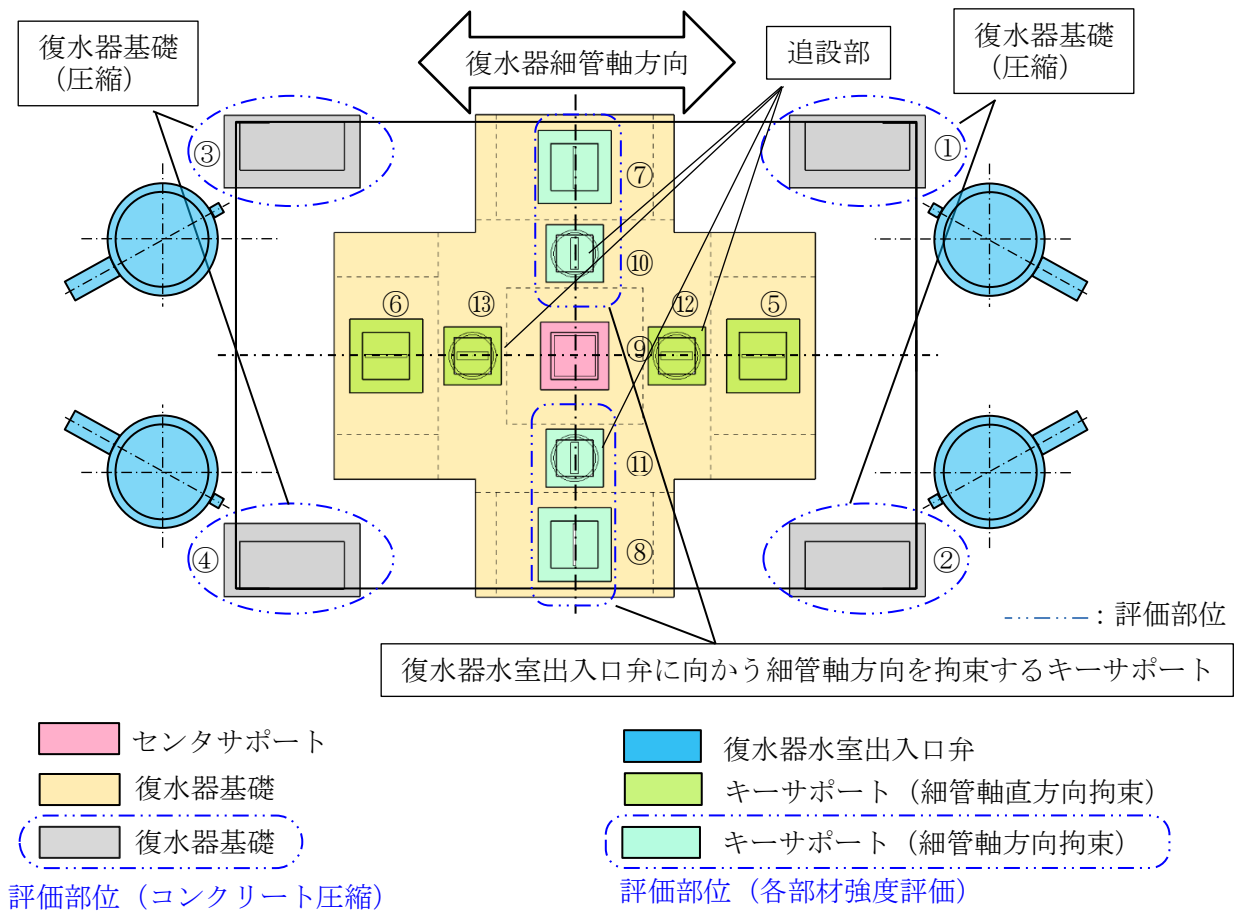 復水器基礎
（圧縮）
復水器細管軸方向
追設部
復水器基礎
（圧縮）
③
①
⑦
⑩
⑥
⑬
⑫
⑤
⑨
⑪
⑧
④
②
：評価部位
復水器水室出入口弁に向かう細管軸方向を拘束するキーサポート
センタサポート
復水器基礎
復水器基礎
評価部位（コンクリート圧縮）
復水器水室出入口弁
キーサポート（細管軸直方向拘束）
キーサポート（細管軸方向拘束）
評価部位（各部材強度評価）